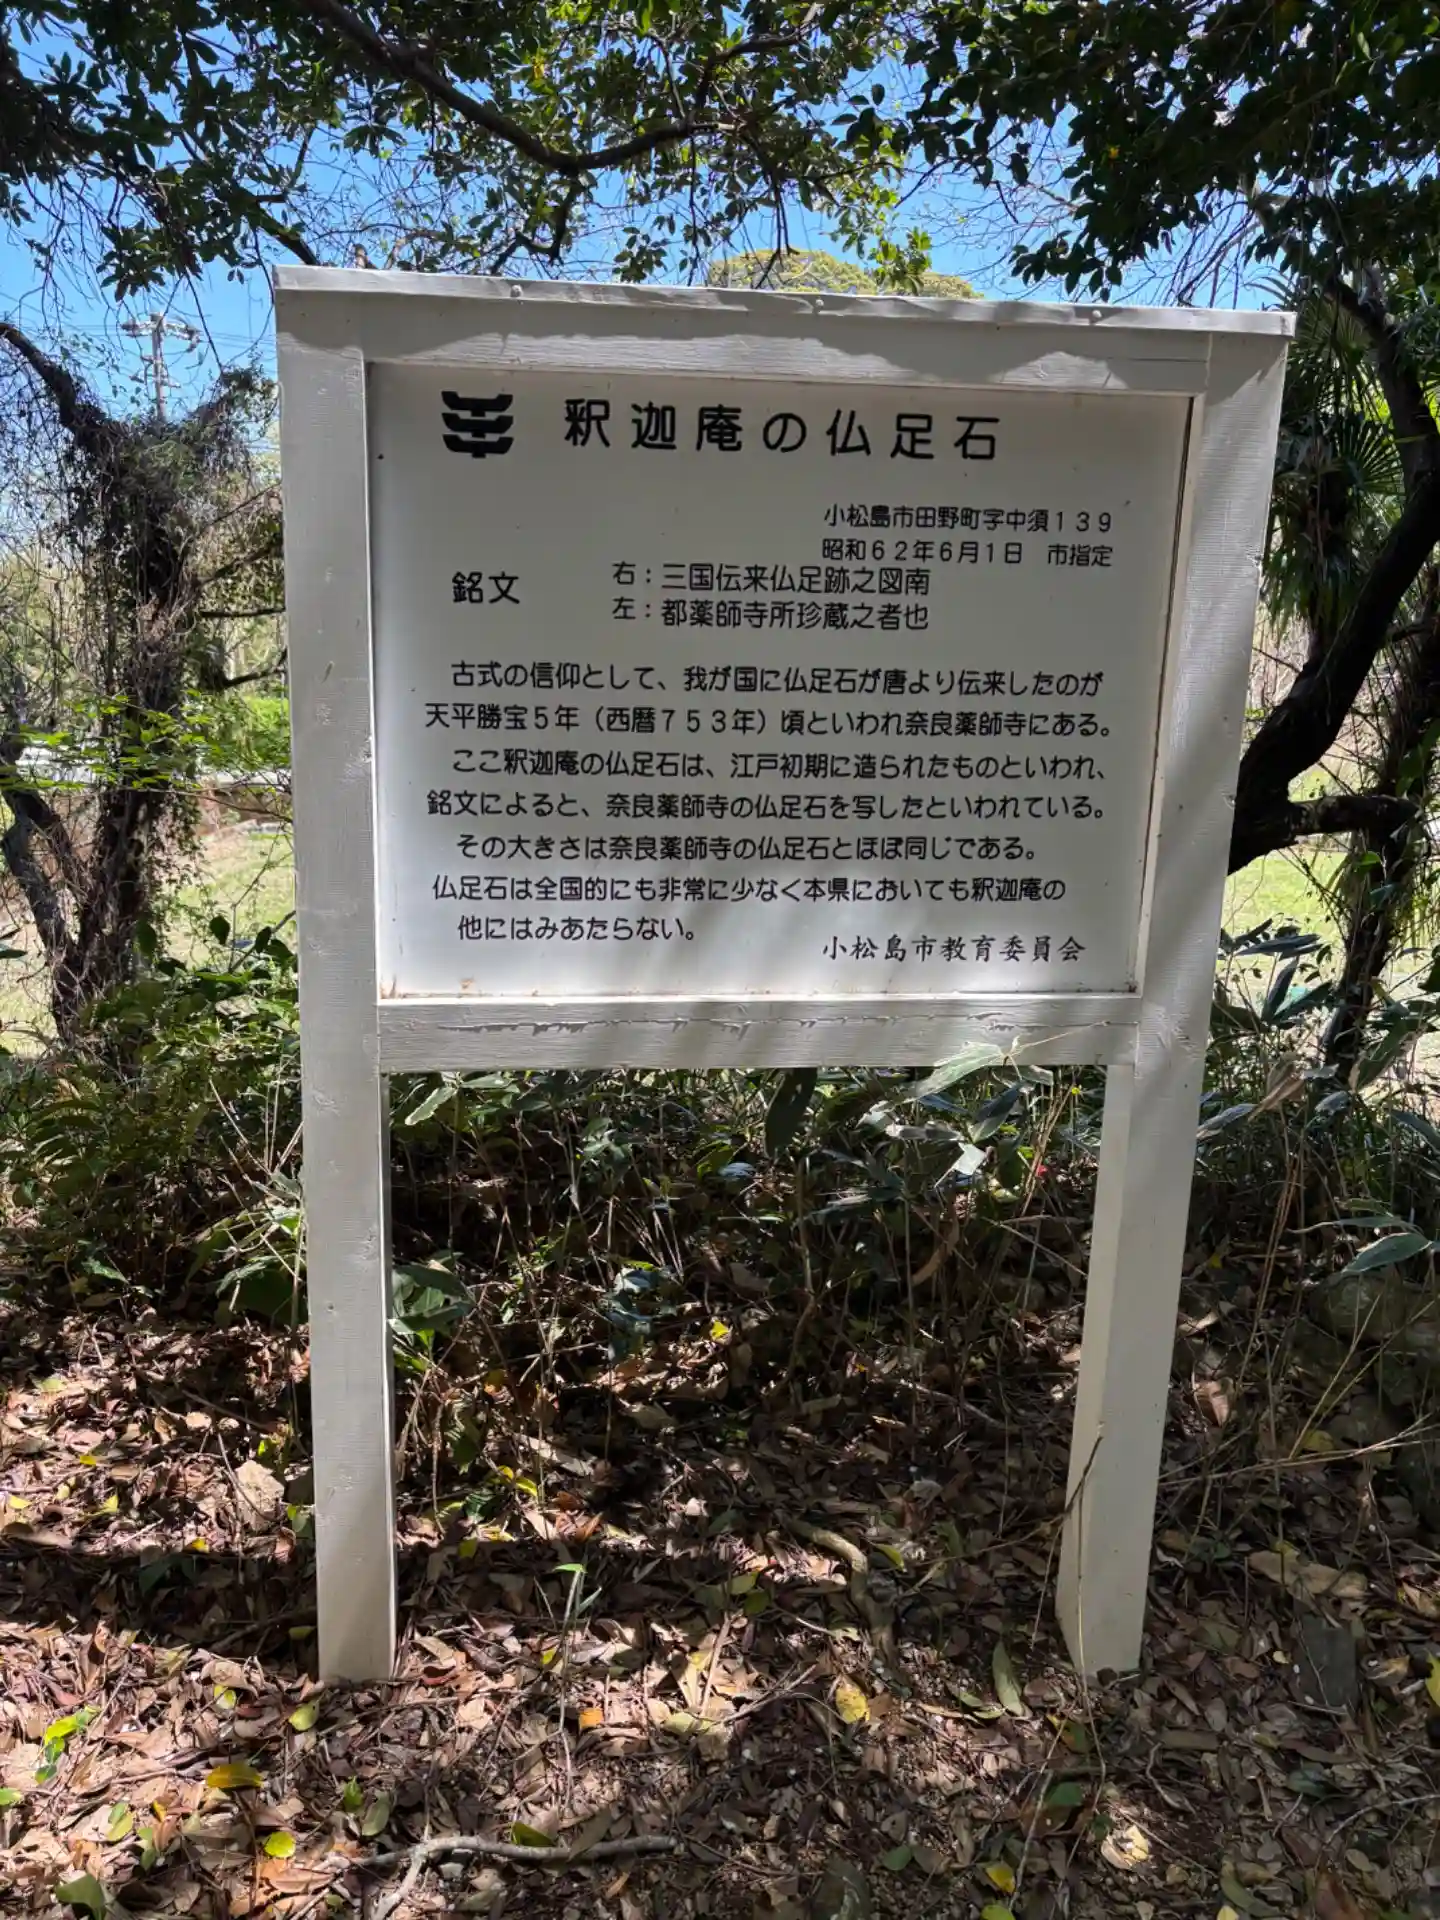 釈迦庵の仏足石
小松島市田野町字中須139
昭和62年6月1日 市指定
銘文 右:三国伝来仏足跡之図南
左:都薬師寺所珍蔵之者也
古式の信仰として、我が国に仏足石が唐より伝来したのが
天平勝宝5年(西暦753年)頃といわれ奈良薬師寺にある。
ここ釈迦庵の仏足石は、江戸初期に造られたものといわれ、
銘文によると、奈良薬師寺の仏足石を写したといわれている。
その大きさは奈良薬師寺の仏足石とほぼ同じである。
仏足石は全国的にも非常に少なく本県においても釈迦庵の
他にはみあたらない。
小松島市教育委員会